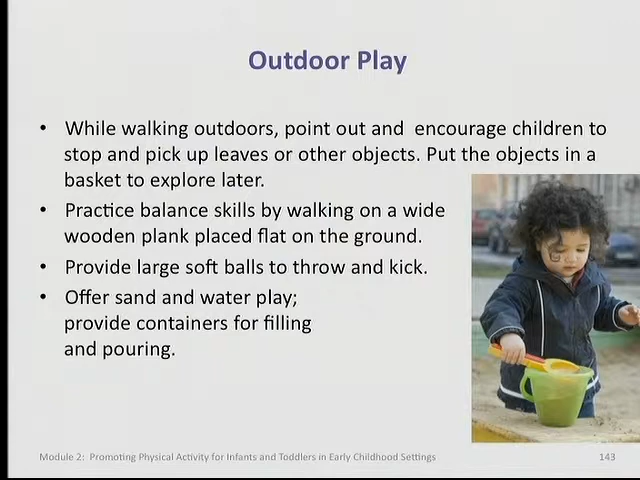 Outdoor Play
• While walking outdoors, point out and encourage children to
stop and pick up leaves or other objects. Put the objects in a
basket to explore later.
• Practice balance skills by walking on a wide
wooden plank placed flat on the ground.
• Provide large soft balls to throw and kick.
• Offer sand and water play;
provide containers for filling
and pouring.
Module 2: Promoting Physical Activity for Infants and Toddlers in Early Childhood Settings
143